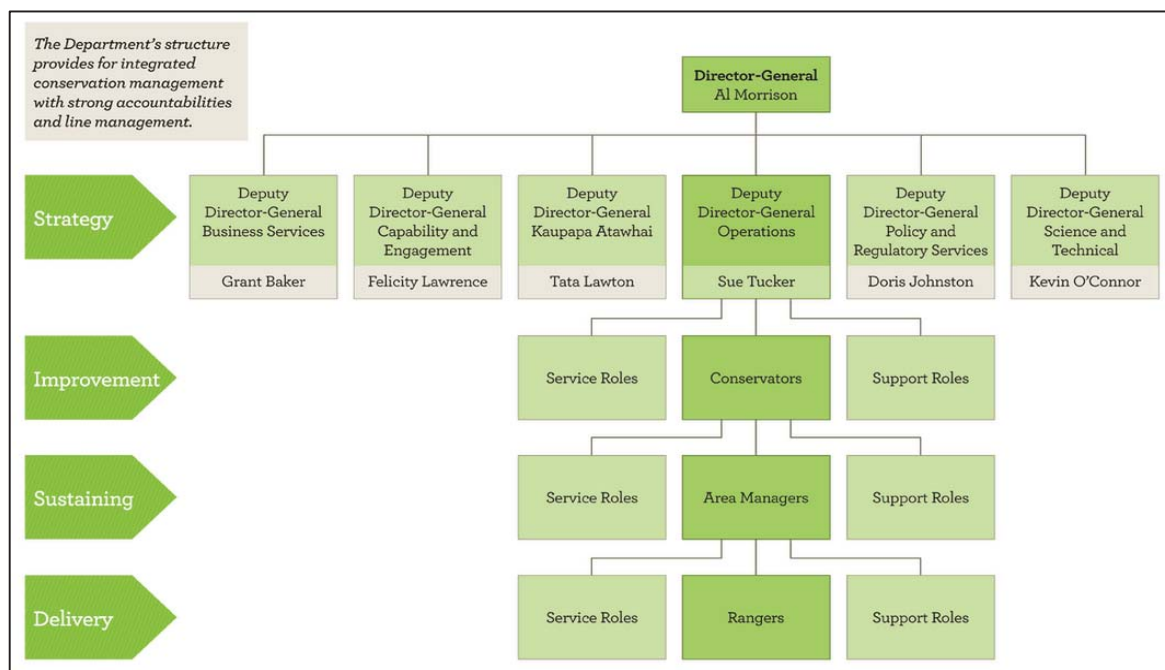 The Department's structure
provides for integrated
conservation management
with strong accountabilities
and line management.
Director-General
Al Morrison
Strategy
Deputy
Director-General
Business Services
Grant Baker
Deputy
Director-General
Capability and
Engagement
Felicity Lawrence
Deputy
Director-General
Kaupapa Atawhai
Tata Lawton
Deputy
Director-General
Operations
Sue Tucker
Deputy
Director-General
Policy and
Regulatory Services
Doris Johnston
Deputy
Director-General
Science and
Technical
Kevin O'Connor
Improvement
Service Roles
Conservators
Support Roles
Sustaining
Service Roles
Area Managers
Support Roles
Delivery
Service Roles
Rangers
Support Roles